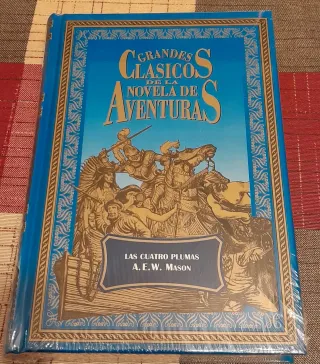 GRANDES
CLASICOS
DE LA
NOVELA DE
AVENTURAS
LAS CUATRO PLUMAS
A. E. W. MASON